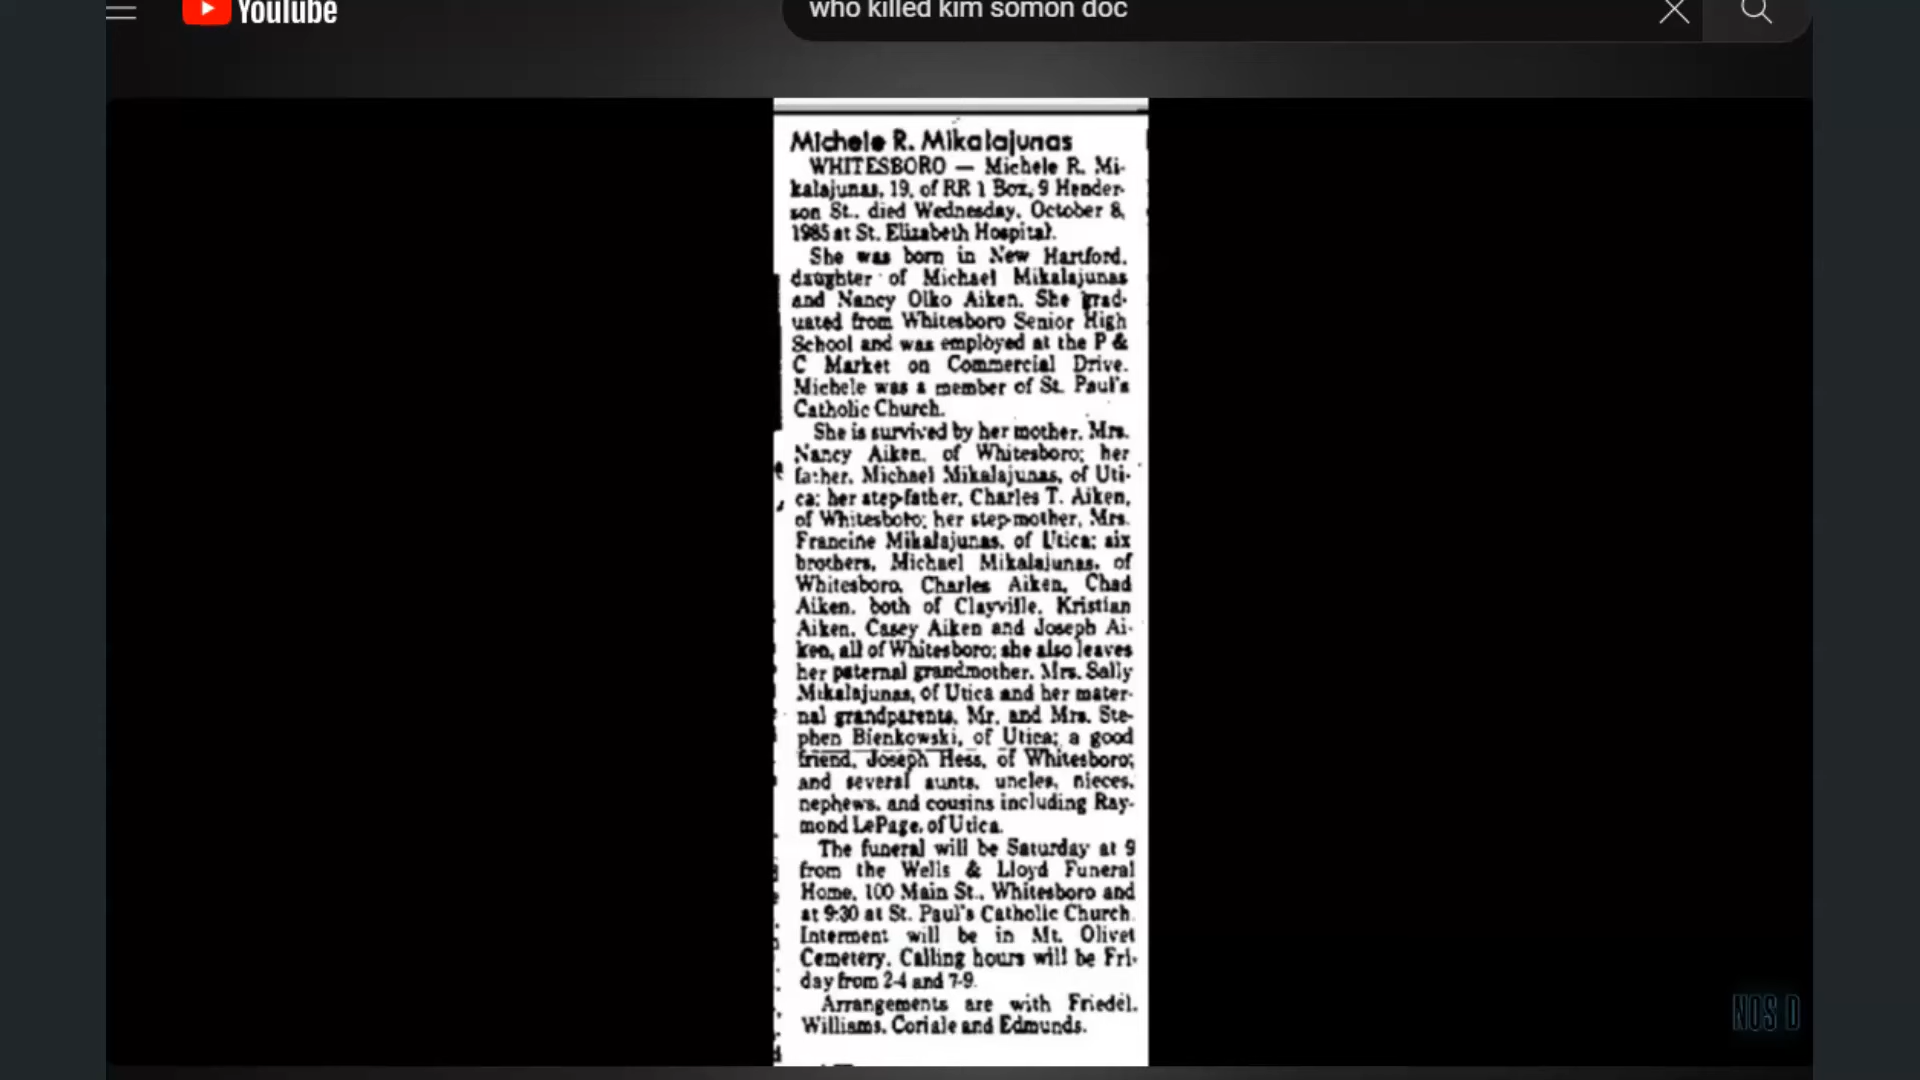 YouTube
who killed kim somon doc
Michele R. Mikalajunas
WHITESBORO — Michele R. Mi-
kalajunas, 19, of RR 1 Box, 9 Hender-
son St., died Wednesday, October 8,
1985 at St. Elizabeth Hospital.
She was born in New Hartford,
daughter of Michael Mikalajunas
and Nancy Olko Aiken. She grad-
uated from Whitesboro Senior High
School and was employed at the P &
C Market on Commercial Drive.
Michele was a member of St. Paul's
Catholic Church.
She is survived by her mother, Mrs.
Nancy Aiken, of Whitesboro; her
father, Michael Mikalajunas, of Uti-
ca; her step-father, Charles T. Aiken,
of Whitesboro; her step-mother, Mrs.
Francine Mikalajunas, of Utica; six
brothers, Michael Mikalajunas, of
Whitesboro, Charles Aiken, Chad
Aiken, both of Clayville, Kristian
Aiken, Casey Aiken and Joseph Ai-
ken, all of Whitesboro; she also leaves
her paternal grandmother, Mrs. Sally
Mikalajunas, of Utica and her mater-
nal grandparents, Mr. and Mrs. Ste-
phen Bienkowski, of Utica; a good
friend, Joseph Hess, of Whitesboro;
and several aunts, uncles, nieces,
nephews, and cousins including Ray-
mond LePage, of Utica.
The funeral will be Saturday at 9
from the Wells & Lloyd Funeral
Home, 100 Main St., Whitesboro and
at 9:30 at St. Paul's Catholic Church.
Interment will be in Mt. Olivet
Cemetery. Calling hours will be Fri-
day from 2-4 and 7-9.
Arrangements are with Friedel,
Williams, Coriale and Edmunds.
NOS D